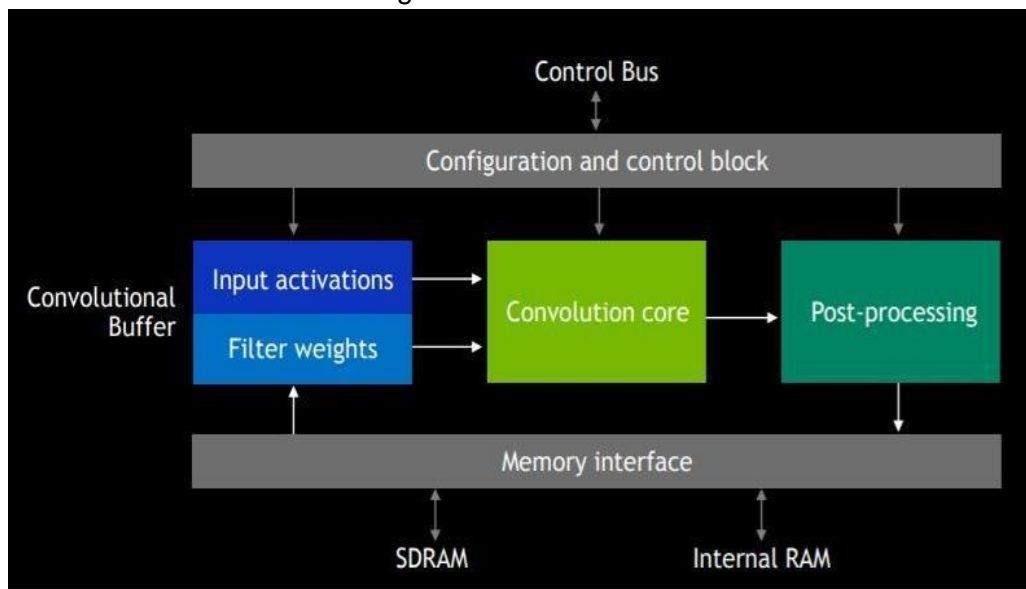 Control Bus
Configuration and control block
Convolutional
Buffer
Input activations
Filter weights
Convolution core
Post-processing
Memory interface
SDRAM
Internal RAM